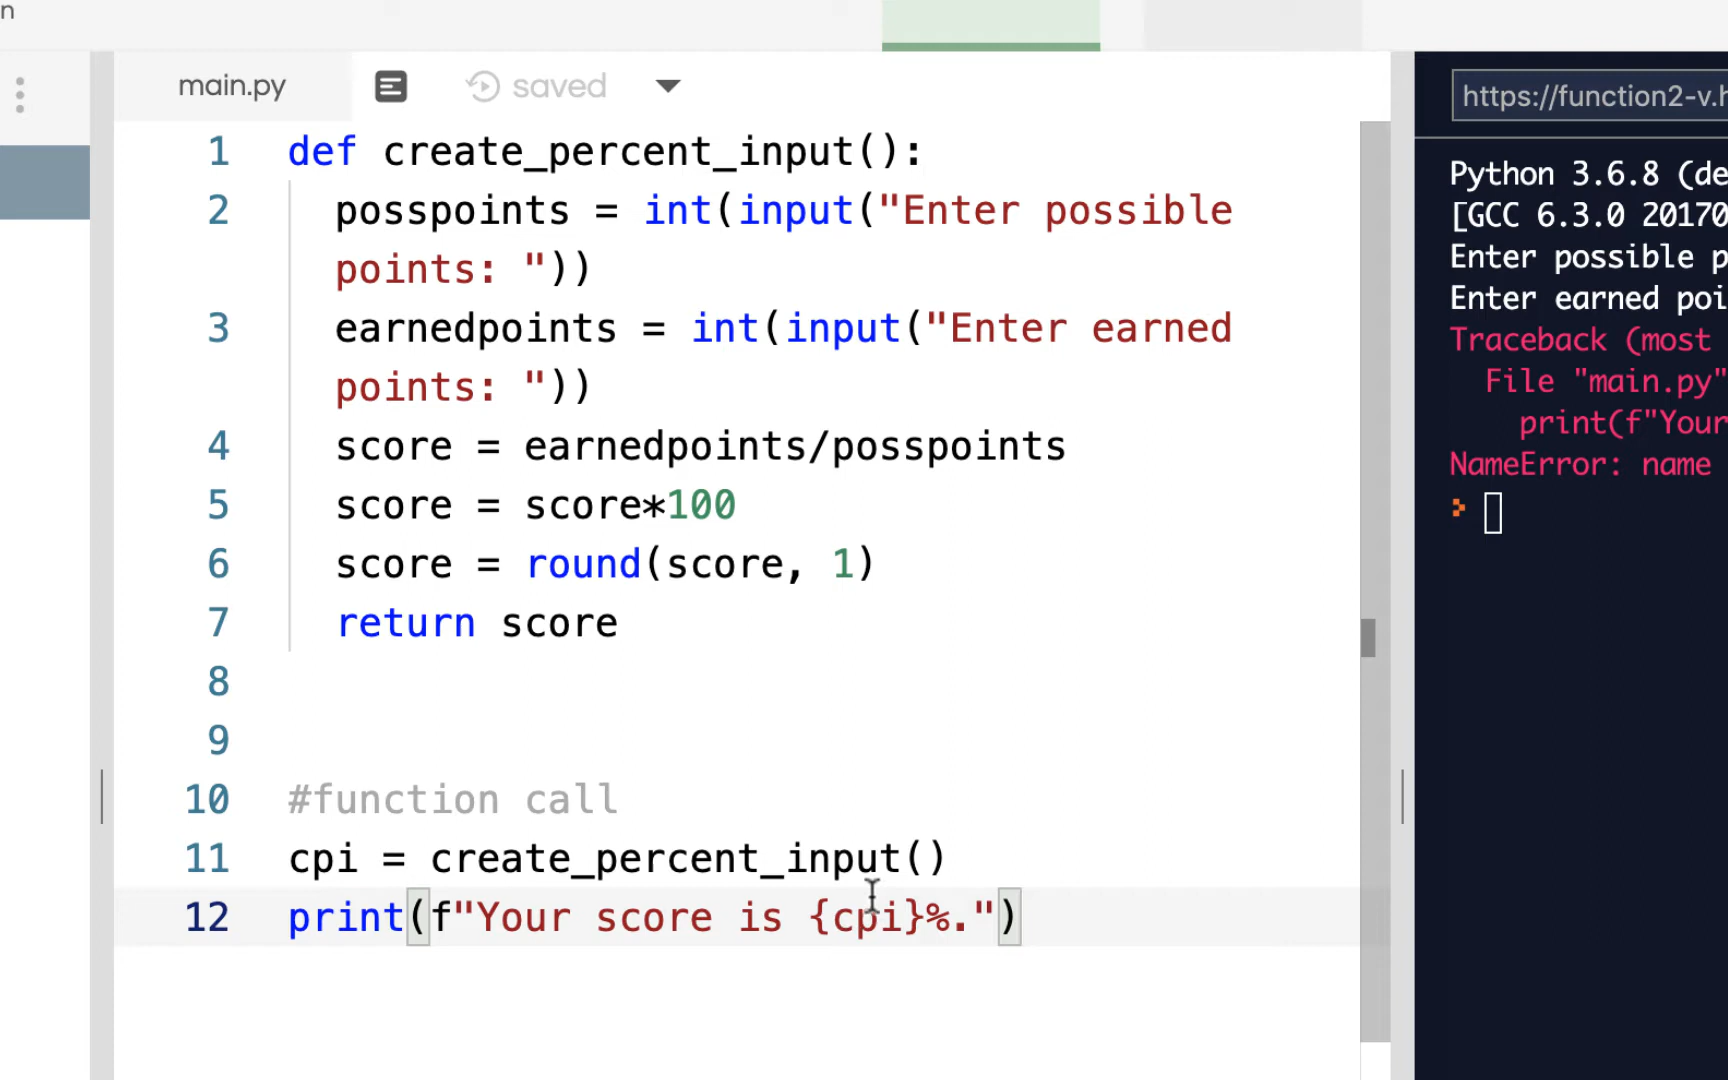 n
main.py saved
1 def create_percent_input():
2 posspoints = int(input("Enter possible
points: "))
3 earnedpoints = int(input("Enter earned
points: "))
4 score = earnedpoints/posspoints
5 score = score*100
6 score = round(score, 1)
7 return score
8
9
10 #function call
11 cpi = create_percent_input()
12 print(f"Your score is {cpi}%.")
https://function2-v.h
Python 3.6.8 (de
[GCC 6.3.0 20170
Enter possible p
Enter earned poi
Traceback (most
File "main.py"
print(f"Your
NameError: name